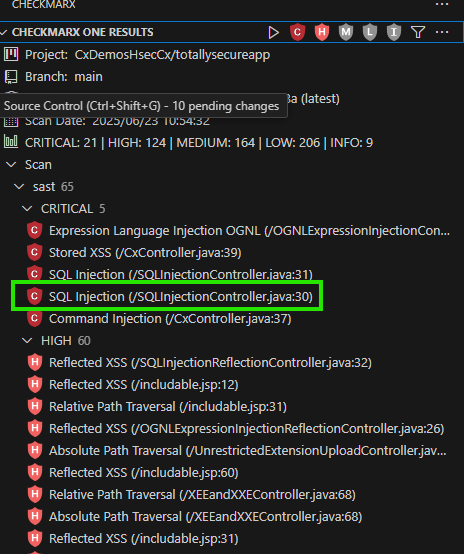 CHECKMARX
CHECKMARX ONE RESULTS
Project: CxDemosHsecCx/totallysecureapp
Branch: main
Source Control (Ctrl+Shift+G) - 10 pending changes
8a (latest)
Scan Date: 2025/06/23 10:54:32
CRITICAL: 21 | HIGH: 124 | MEDIUM: 164 | LOW: 206 | INFO: 9
Scan
sast 65
CRITICAL 5
C Expression Language Injection OGNL (/OGNLExpressionInjectionCon...
C Stored XSS (/CxController.java:39)
C SQL Injection (/SQLInjectionController.java:31)
C SQL Injection (/SQLInjectionController.java:30)
C Command Injection (/CxController.java:37)
HIGH 60
H Reflected XSS (/SQLInjectionReflectionController.java:32)
H Reflected XSS (/includable.jsp:12)
H Relative Path Traversal (/includable.jsp:31)
H Reflected XSS (/OGNLExpressionInjectionReflectionController.java:26)
H Absolute Path Traversal (/UnrestrictedExtensionUploadController.jav...
H Reflected XSS (/includable.jsp:60)
H Relative Path Traversal (/XEEandXXEController.java:68)
H Absolute Path Traversal (/XEEandXXEController.java:68)
H Reflected XSS (/includable.jsp:31)